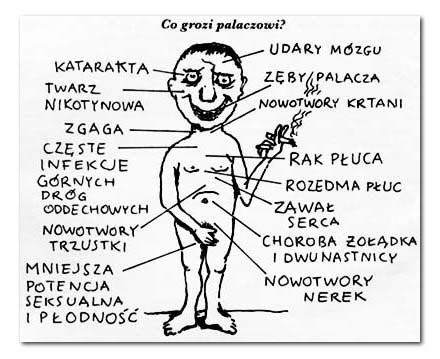 Co grozi palaczowi?
KATARAKTA
TWARZ
NIKOTYNOWA
ZGAGA
CZĘSTE
INFEKCJE
GÓRNYCH
DRÓG
ODDECHOWYCH
NOWOTWORY
TRZUSTKI
MNIEJSZA
POTENCJA
SEKSUALNA
I PŁODNOŚĆ
UDARY MÓZGU
ZĘBY PALACZA
NOWOTWORY KRTANI
RAK PŁUCA
ROZEDMA PŁUC
ZAWAŁ
SERCA
CHOROBA ŻOŁĄDKA
I DWUNASTNICY
NOWOTWORY
NEREK